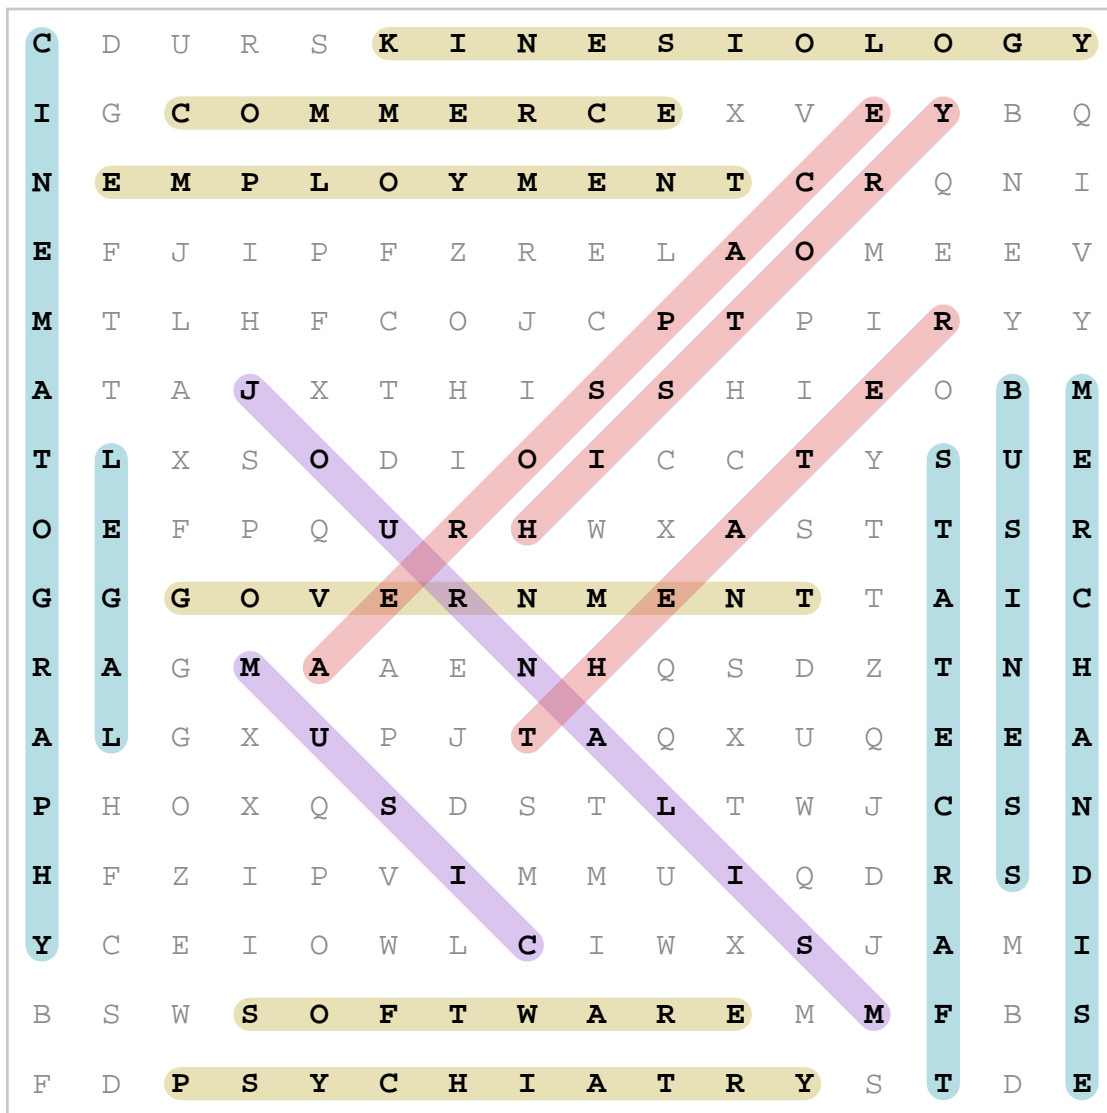 C D U R S K I N E S I O L O G Y
I G C O M M E R C E X V E Y B Q
N E M P L O Y M E N T C R Q N I
E F J I P F Z R E L A O M E E V
M T L H F C O J C P T P I R Y Y
A T A J X T H I S S H I E O B M
T L X S O D I O I C C T Y S U E
O E F P Q U R H W X A S T T S R
G G G O V E R N M E N T T A I C
R A G M A A E N H Q S D Z T N H
A L G X U P J T A Q X U Q E E A
P H O X Q S D S T L T W J C S N
H F Z I P V I M M U I Q D R S D
Y C E I O W L C I W X S J A M I
B S W S O F T W A R E M M F B S
F D P S Y C H I A T R Y S T D E